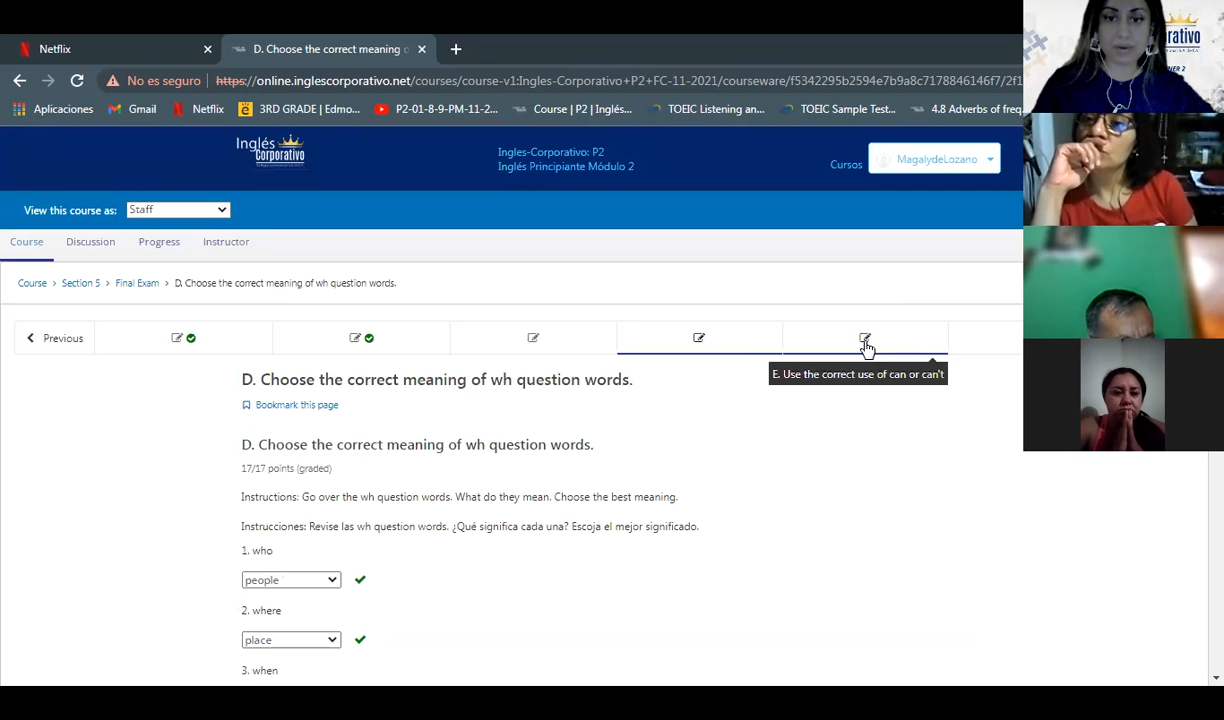 Netflix
D. Choose the correct meaning o
No es seguro
https://online.inglescorporativo.net/courses/course-v1:Ingles-Corporativo+P2+FC-11-2021/courseware/f5342295b2594e7b9a8c7178846146f7/2f1
Aplicaciones
Gmail
Netflix
3RD GRADE | Edmo...
P2-01-8-9-PM-11-2...
Course | P2 | Inglés...
TOEIC Listening an...
TOEIC Sample Test...
4.8 Adverbs of freq
Inglés
Corporativo
Ingles-Corporativo: P2
Inglés Principiante Módulo 2
Cursos
MagalydeLozano
View this course as:
Staff
Course
Discussion
Progress
Instructor
Course > Section 5 > Final Exam > D. Choose the correct meaning of wh question words.
Previous
E. Use the correct use of can or can't
D. Choose the correct meaning of wh question words.
Bookmark this page
D. Choose the correct meaning of wh question words.
17/17 points (graded)
Instructions: Go over the wh question words. What do they mean. Choose the best meaning.
Instrucciones: Revise las wh question words. ¿Qué significa cada una? Escoja el mejor significado.
1. who
people
2. where
place
3. when